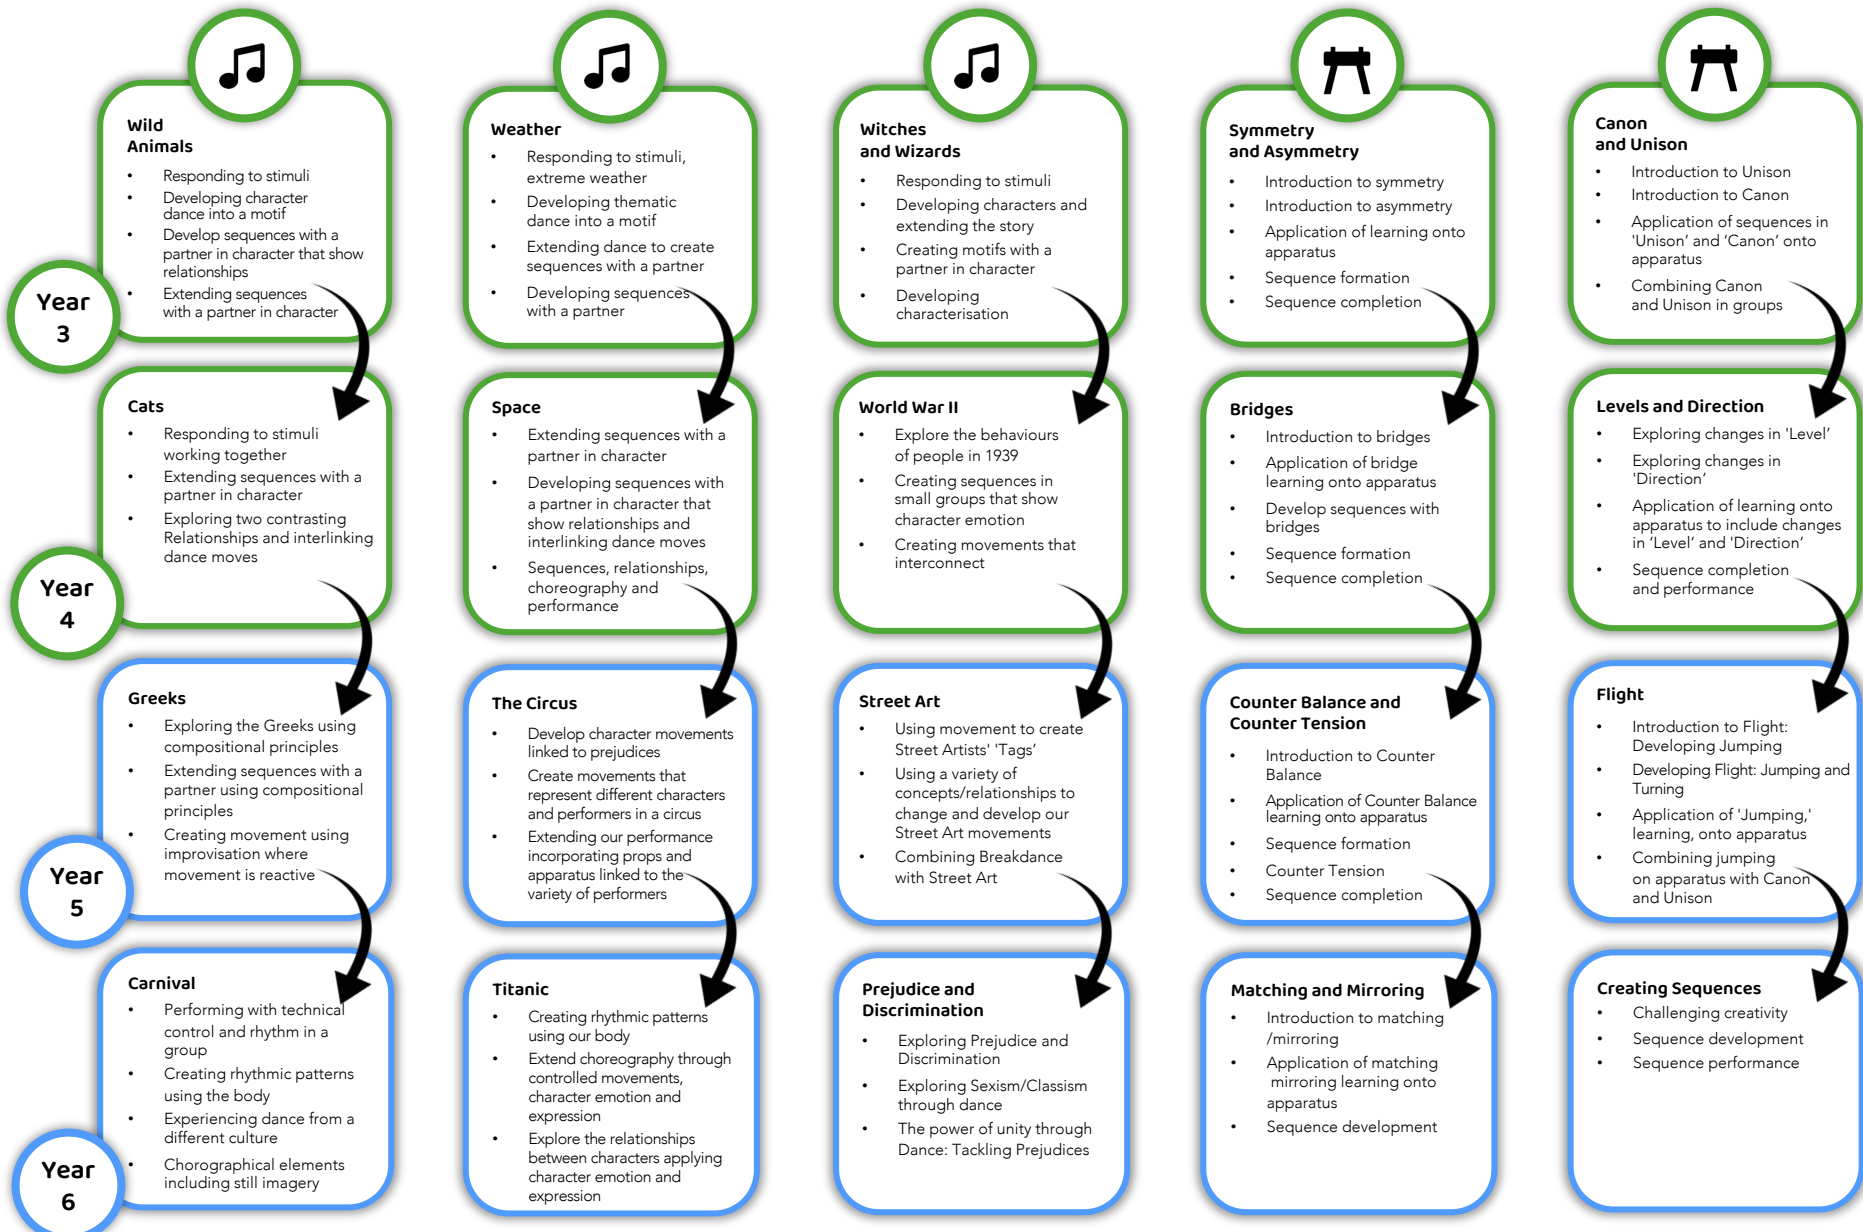 Year
3
Wild
Animals
• Responding to stimuli
• Developing character
dance into a motif
• Develop sequences with a
partner in character that show
relationships
• Extending sequences
with a partner in character
Weather
• Responding to stimuli,
extreme weather
• Developing thematic
dance into a motif
• Extending dance to create
sequences with a partner
• Developing sequences
with a partner
Witches
and Wizards
• Responding to stimuli
• Developing characters and
extending the story
• Creating motifs with a
partner in character
• Developing
characterisation
Symmetry
and Asymmetry
• Introduction to symmetry
• Introduction to asymmetry
• Application of learning onto
apparatus
• Sequence formation
• Sequence completion
Canon
and Unison
• Introduction to Unison
• Introduction to Canon
• Application of sequences in
'Unison’ and ‘Canon’ onto
apparatus
• Combining Canon
and Unison in groups
Year
4
Cats
• Responding to stimuli
working together
• Extending sequences with a
partner in character
• Exploring two contrasting
Relationships and interlinking
dance moves
Space
• Extending sequences with a
partner in character
• Developing sequences with
a partner in character that
show relationships and
interlinking dance moves
• Sequences, relationships,
choreography and
performance
World War II
• Explore the behaviours
of people in 1939
• Creating sequences in
small groups that show
character emotion
• Creating movements that
interconnect
Bridges
• Introduction to bridges
• Application of bridge
learning onto apparatus
• Develop sequences with
bridges
• Sequence formation
• Sequence completion
Levels and Direction
• Exploring changes in 'Level’
• Exploring changes in
'Direction’
• Application of learning onto
apparatus to include changes
in ‘Level’ and 'Direction’
• Sequence completion
and performance
Year
5
Greeks
• Exploring the Greeks using
compositional principles
• Extending sequences with a
partner using compositional
principles
• Creating movement using
improvisation where
movement is reactive
The Circus
• Develop character movements
linked to prejudices
• Create movements that
represent different characters
and performers in a circus
• Extending our performance
incorporating props and
apparatus linked to the
variety of performers
Street Art
• Using movement to create
Street Artists' 'Tags’
• Using a variety of
concepts/relationships to
change and develop our
Street Art movements
• Combining Breakdance
with Street Art
Counter Balance and
Counter Tension
• Introduction to Counter
Balance
• Application of Counter Balance
learning onto apparatus
• Sequence formation
• Counter Tension
• Sequence completion
Flight
• Introduction to Flight:
Developing Jumping
• Developing Flight: Jumping and
Turning
• Application of 'Jumping,'
learning, onto apparatus
• Combining jumping
on apparatus with Canon
and Unison
Year
6
Carnival
• Performing with technical
control and rhythm in a
group
• Creating rhythmic patterns
using the body
• Experiencing dance from a
different culture
• Chorographical elements
including still imagery
Titanic
• Creating rhythmic patterns
using our body
• Extend choreography through
controlled movements,
character emotion and
expression
• Explore the relationships
between characters applying
character emotion and
expression
Prejudice and
Discrimination
• Exploring Prejudice and
Discrimination
• Exploring Sexism/Classism
through dance
• The power of unity through
Dance: Tackling Prejudices
Matching and Mirroring
• Introduction to matching
/mirroring
• Application of matching
mirroring learning onto
apparatus
• Sequence development
Creating Sequences
• Challenging creativity
• Sequence development
• Sequence performance